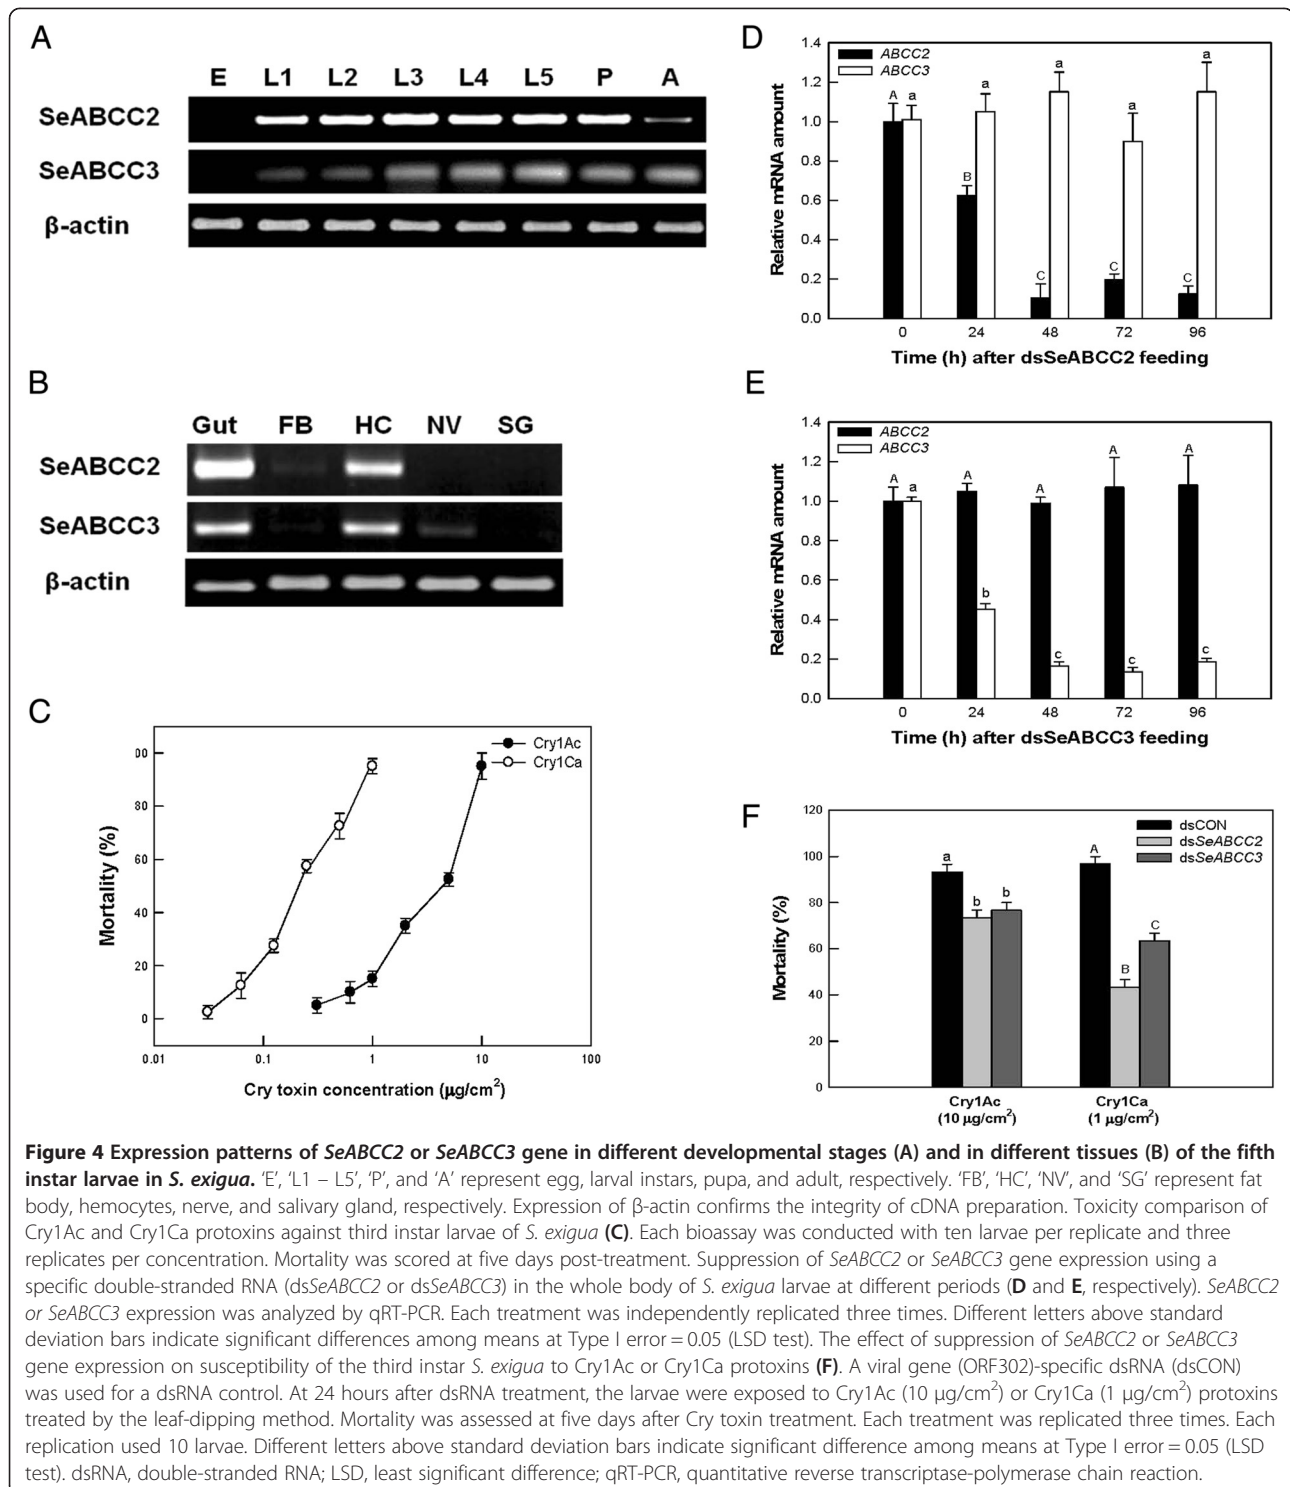 A
E L1 L2 L3 L4 L5 P A
SeABCC2
SeABCC3
β-actin
B
Gut FB HC NV SG
SeABCC2
SeABCC3
β-actin
C
Cry1Ac
Cry1Ca
Mortality (%)
00
80
60
40
20
0
0.01 0.1 1 10 100
Cry toxin concentration (µg/cm²)
D
ABCC2
ABCC3
Relative mRNA amount
1.4
1.2
1.0
0.8
0.6
0.4
0.2
0.0
A a B a C a C a C a
0 24 48 72 96
Time (h) after dsSeABCC2 feeding
E
ABCC2
ABCC3
Relative mRNA amount
1.4
1.2
1.0
0.8
0.6
0.4
0.2
0.0
A a A b A c A c A c
0 24 48 72 96
Time (h) after dsSeABCC3 feeding
F
dsCON
dsSeABCC2
dsSeABCC3
Mortality (%)
120
100
80
60
40
20
0
a b b A B C
Cry1Ac Cry1Ca
(10 µg/cm²) (1 µg/cm²)
Figure 4 Expression patterns of SeABCC2 or SeABCC3 gene in different developmental stages (A) and in different tissues (B) of the fifth
instar larvae in S. exigua. ‘E’, ‘L1 – L5’, ‘P’, and ‘A’ represent egg, larval instars, pupa, and adult, respectively. ‘FB’, ‘HC’, ‘NV’, and ‘SG’ represent fat
body, hemocytes, nerve, and salivary gland, respectively. Expression of β-actin confirms the integrity of cDNA preparation. Toxicity comparison of
Cry1Ac and Cry1Ca protoxins against third instar larvae of S. exigua (C). Each bioassay was conducted with ten larvae per replicate and three
replicates per concentration. Mortality was scored at five days post-treatment. Suppression of SeABCC2 or SeABCC3 gene expression using a
specific double-stranded RNA (dsSeABCC2 or dsSeABCC3) in the whole body of S. exigua larvae at different periods (D and E, respectively). SeABCC2
or SeABCC3 expression was analyzed by qRT-PCR. Each treatment was independently replicated three times. Different letters above standard
deviation bars indicate significant differences among means at Type I error = 0.05 (LSD test). The effect of suppression of SeABCC2 or SeABCC3
gene expression on susceptibility of the third instar S. exigua to Cry1Ac or Cry1Ca protoxins (F). A viral gene (ORF302)-specific dsRNA (dsCON)
was used for a dsRNA control. At 24 hours after dsRNA treatment, the larvae were exposed to Cry1Ac (10 µg/cm²) or Cry1Ca (1 µg/cm²) protoxins
treated by the leaf-dipping method. Mortality was assessed at five days after Cry toxin treatment. Each treatment was replicated three times. Each
replication used 10 larvae. Different letters above standard deviation bars indicate significant difference among means at Type I error = 0.05 (LSD
test). dsRNA, double-stranded RNA; LSD, least significant difference; qRT-PCR, quantitative reverse transcriptase-polymerase chain reaction.